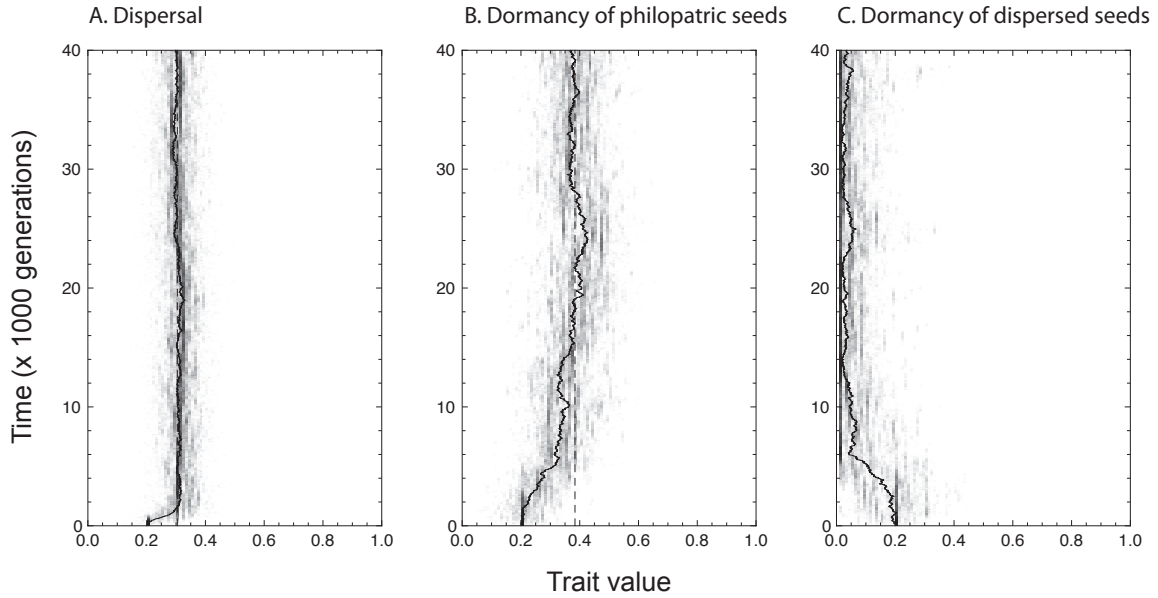 A. Dispersal
B. Dormancy of philopatric seeds
C. Dormancy of dispersed seeds
Time (x 1000 generations)
40
30
20
10
0
0.0 0.2 0.4 0.6 0.8 1.0
40
30
20
10
0
0.0 0.2 0.4 0.6 0.8 1.0
40
30
20
10
0
0.0 0.2 0.4 0.6 0.8 1.0
Trait value